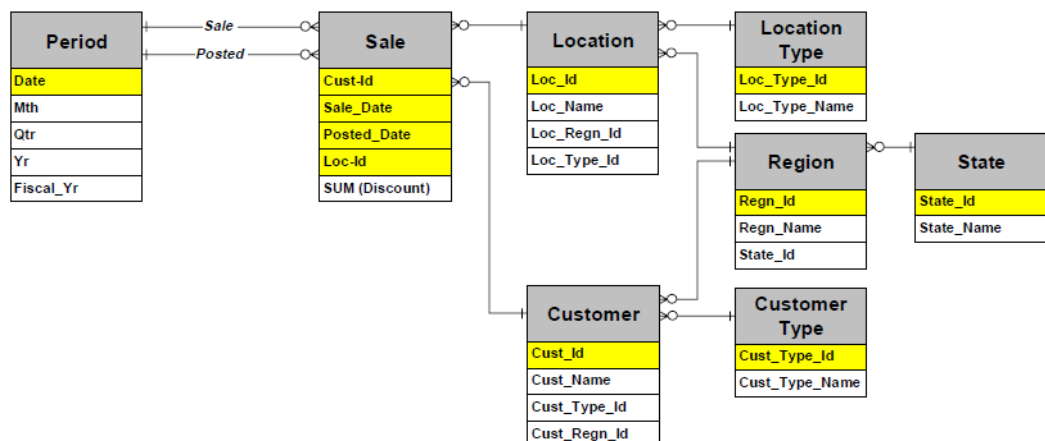 Period
Date
Mth
Qtr
Yr
Fiscal_Yr
Sale
Posted
Sale
Cust-Id
Sale_Date
Posted_Date
Loc-Id
SUM (Discount)
Location
Loc_Id
Loc_Name
Loc_Regn_Id
Loc_Type_Id
Location
Type
Loc_Type_Id
Loc_Type_Name
Region
Regn_Id
Regn_Name
State_Id
State
State_Id
State_Name
Customer
Cust_Id
Cust_Name
Cust_Type_Id
Cust_Regn_Id
Customer
Type
Cust_Type_Id
Cust_Type_Name